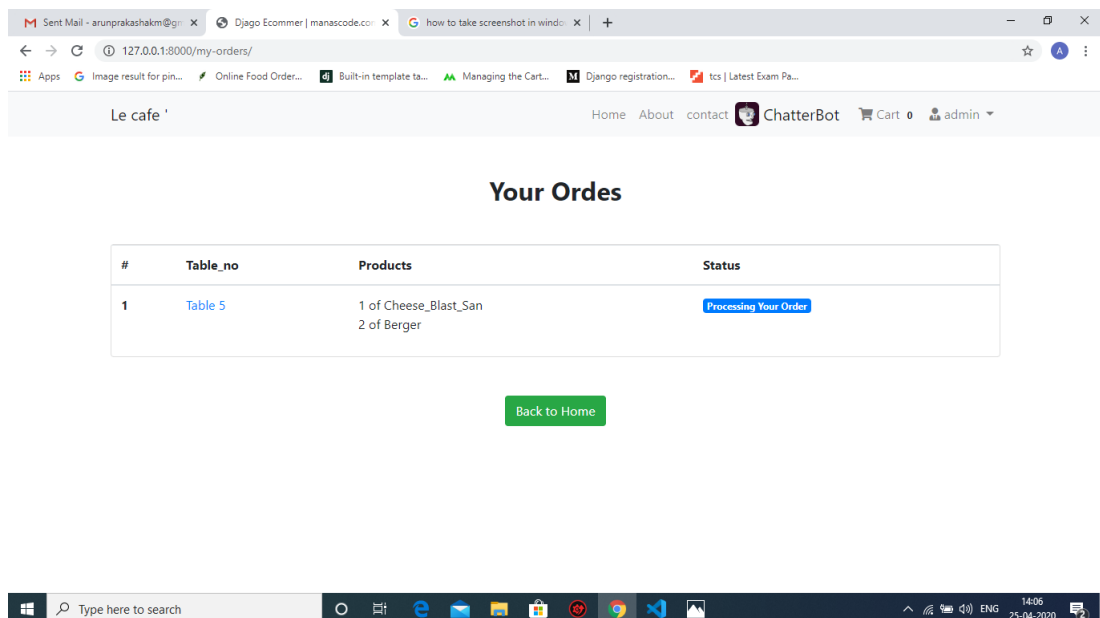 Sent Mail - arunprakashakm@gm
Djago Ecommer | manascode.com
how to take screenshot in windo
127.0.0.1:8000/my-orders/
A
Apps Image result for pin... Online Food Order... dj Built-in template ta... Managing the Cart... M Django registration... tcs | Latest Exam Pa...
Le cafe ' Home About contact ChatterBot Cart 0 admin
Your Ordes
# Table_no Products Status
1 Table 5 1 of Cheese_Blast_San Processing Your Order
2 of Berger
Back to Home
Type here to search ENG 14:06
25-04-2020 2